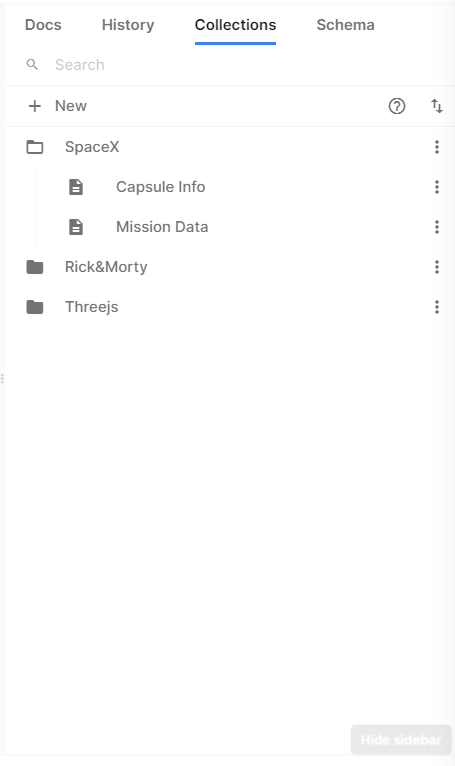 Docs History Collections Schema
Search
New
SpaceX
Capsule Info
Mission Data
Rick&Morty
Threejs
Hide sidebar